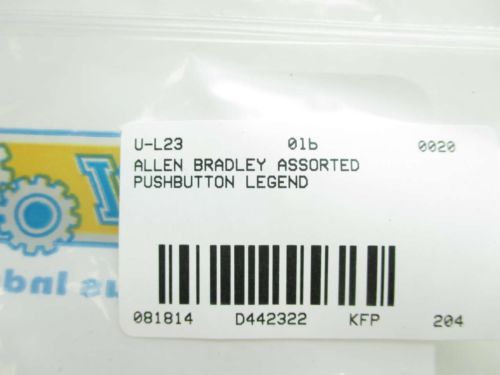 U-L23 01b 0020
ALLEN BRADLEY ASSORTED
PUSHBUTTON LEGEND
081814 D442322 KFP 204